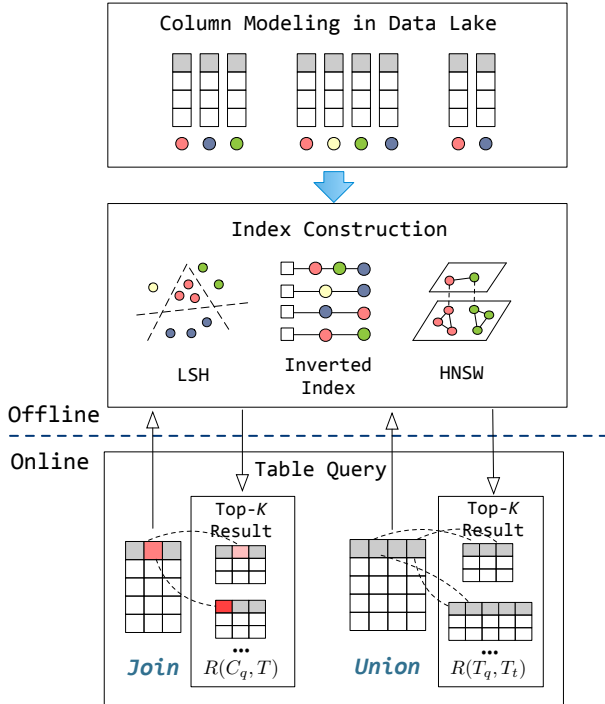 Column Modeling in Data Lake
Index Construction
LSH
Inverted
Index
HNSW
Offline
Online
Table Query
Top-K
Result
Top-K
Result
...
...
Join
R(C_q, T)
Union
R(T_q, T_t)